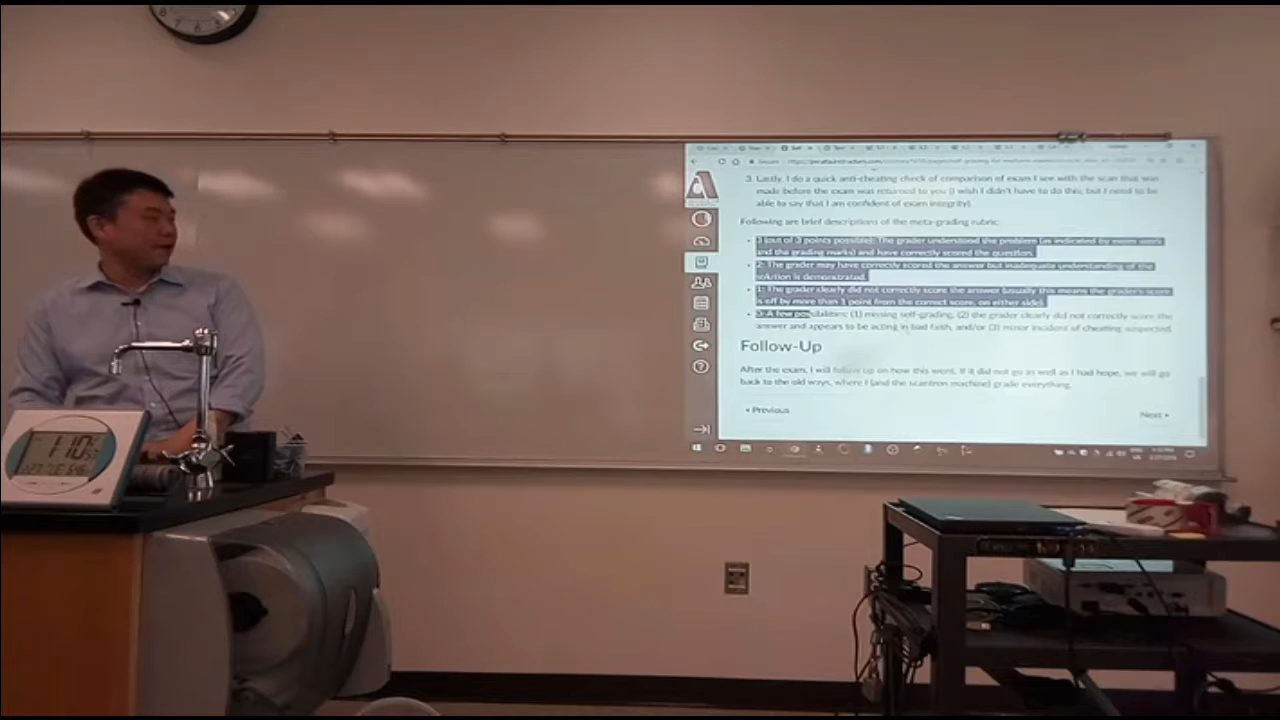 3. Lastly, I do a quick anti-cheating check of comparison of exam I see with the scan that was
made before the exam was returned to you (I wish I didn't have to do this, but I need to be
able to say that I am confident of exam integrity).
Following are brief descriptions of the meta-grading rubric:
3 (out of 3 points possible): The grader understood the problem (as indicated by exam work
and the grading marks) and have correctly scored the question.
2: The grader may have correctly scored the answer but inadequate understanding of the
solution is demonstrated.
1: The grader clearly did not correctly score the answer (usually this means the grader's score
is off by more than 1 point from the correct score, on either side).
0: A few possibilities: (1) missing self-grading, (2) the grader clearly did not correctly score the
answer and appears to be acting in bad faith, and/or (3) minor incident of cheating suspected.
Follow-Up
After the exam, I will follow up on how this went. If it did not go as well as I had hope, we will go
back to the old ways, where I (and the scantron machine) grade everything.
Previous
Next